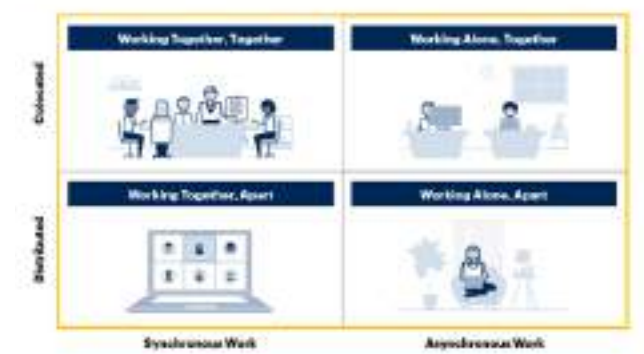 Working Together, Together
Working Alone, Together
Colocated
Working Together, Apart
Working Alone, Apart
Distributed
Synchronous Work
Asynchronous Work